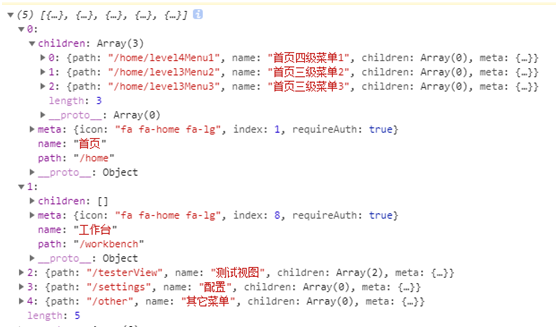 ▼(5) [{…}, {…}, {…}, {…}, {…}] i
▼0:
▼children: Array(3)
▶0: {path: "/home/level4Menu1", name: "首页四级菜单1", children: Array(0), meta: {…}}
▶1: {path: "/home/level3Menu2", name: "首页三级菜单2", children: Array(0), meta: {…}}
▶2: {path: "/home/level3Menu3", name: "首页三级菜单3", children: Array(0), meta: {…}}
length: 3
▶__proto__: Array(0)
▶meta: {icon: "fa fa-home fa-lg", index: 1, requireAuth: true}
name: "首页"
path: "/home"
▶__proto__: Object
▼1:
▶children: []
▶meta: {icon: "fa fa-home fa-lg", index: 8, requireAuth: true}
name: "工作台"
path: "/workbench"
▶__proto__: Object
▶2: {path: "/testerView", name: "测试视图", children: Array(2), meta: {…}}
▶3: {path: "/settings", name: "配置", children: Array(0), meta: {…}}
▶4: {path: "/other", name: "其它菜单", children: Array(0), meta: {…}}
length: 5